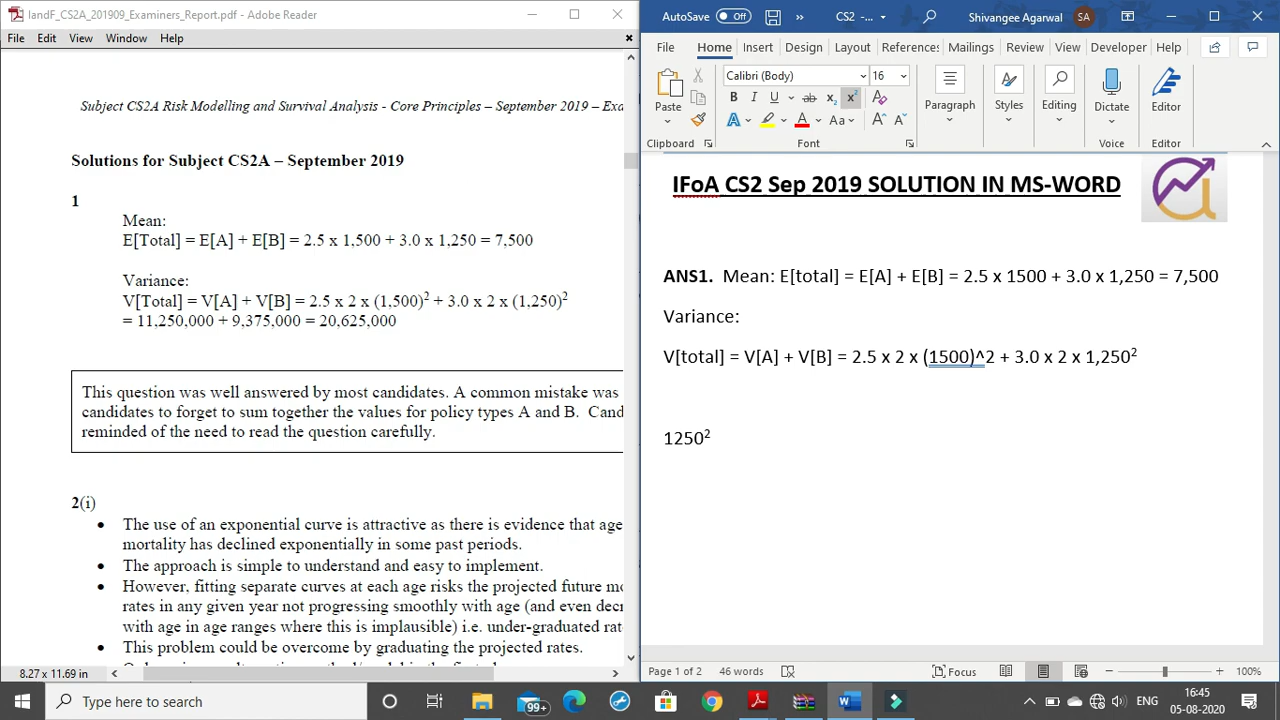 landF_CS2A_201909_Examiners_Report.pdf - Adobe Reader
File Edit View Window Help
Subject CS2A Risk Modelling and Survival Analysis - Core Principles – September 2019 – Exa
Solutions for Subject CS2A – September 2019
1
Mean:
E[Total] = E[A] + E[B] = 2.5 x 1,500 + 3.0 x 1,250 = 7,500
Variance:
V[Total] = V[A] + V[B] = 2.5 x 2 x (1,500)² + 3.0 x 2 x (1,250)²
= 11,250,000 + 9,375,000 = 20,625,000
This question was well answered by most candidates. A common mistake was
candidates to forget to sum together the values for policy types A and B. Cand
reminded of the need to read the question carefully.
2(i)
• The use of an exponential curve is attractive as there is evidence that age
mortality has declined exponentially in some past periods.
• The approach is simple to understand and easy to implement.
• However, fitting separate curves at each age risks the projected future mo
rates in any given year not progressing smoothly with age (and even decr
with age in age ranges where this is implausible) i.e. under-graduated rat
• This problem could be overcome by graduating the projected rates.
8.27 x 11.69 in
AutoSave Off CS2 -... Shivangee Agarwal SA
File Home Insert Design Layout Reference: Mailings Review View Developer Help
Calibri (Body) 16
B I U ab x₂ x²
A A Aa A A
Paste Paragraph Styles Editing Dictate Editor
Clipboard Font Voice Editor
IFoA CS2 Sep 2019 SOLUTION IN MS-WORD
ANS1. Mean: E[total] = E[A] + E[B] = 2.5 x 1500 + 3.0 x 1,250 = 7,500
Variance:
V[total] = V[A] + V[B] = 2.5 x 2 x (1500)^2 + 3.0 x 2 x 1,250²
1250²
Page 1 of 2 46 words Focus 100%
Type here to search 99+ ENG 16:45
05-08-2020